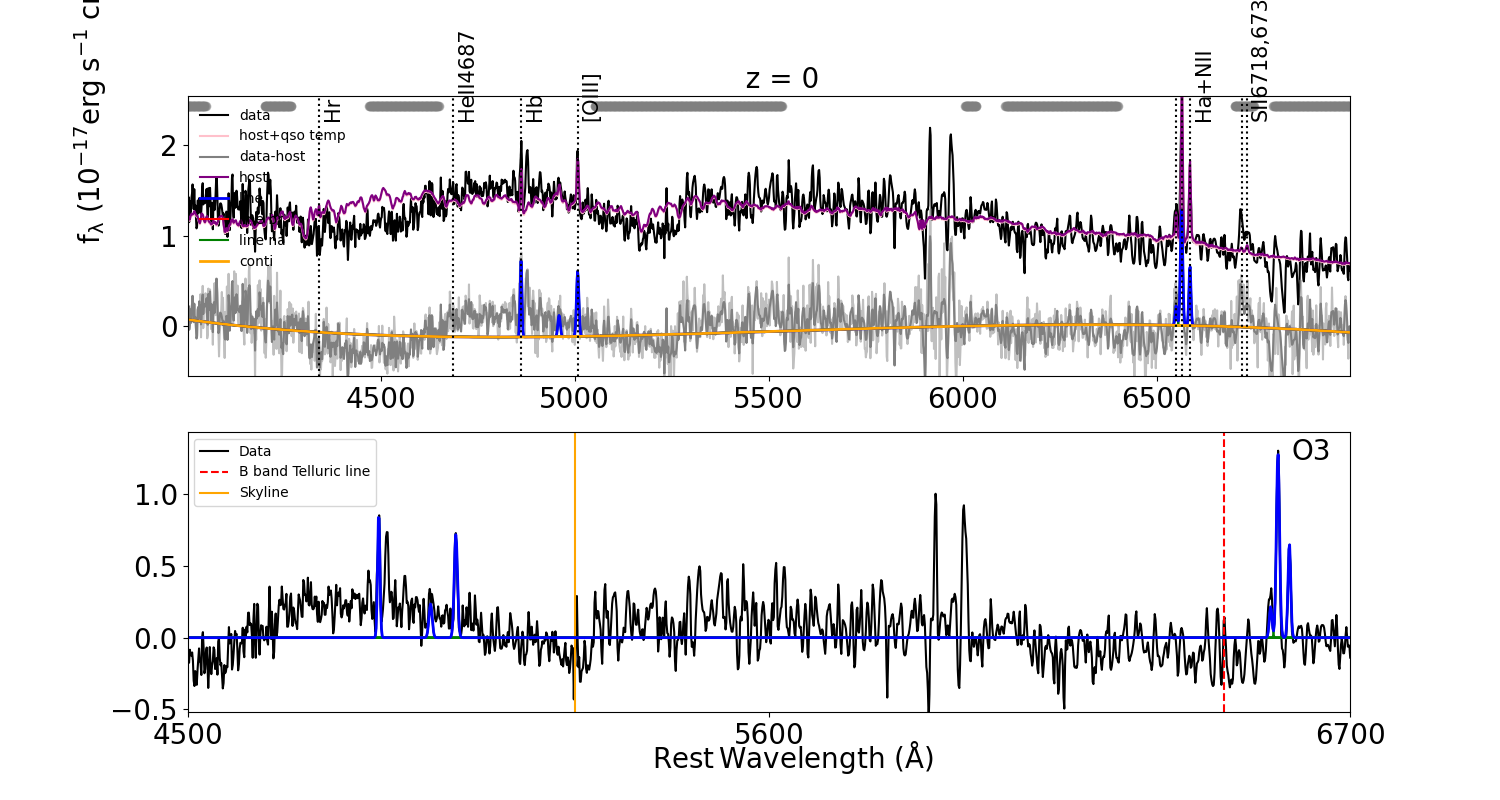 z = 0
f_λ (10^{-17} erg s^{-1} c
Hr
HeII4687
Hb
[OIII]
Ha+NII
SII6718,673
data
host+qso temp
data-host
host
line na
conti
2
1
0
4500 5000 5500 6000 6500
Data
B band Telluric line
Skyline
O3
1.0
0.5
0.0
−0.5
4500 5600 6700
Rest Wavelength (Å)